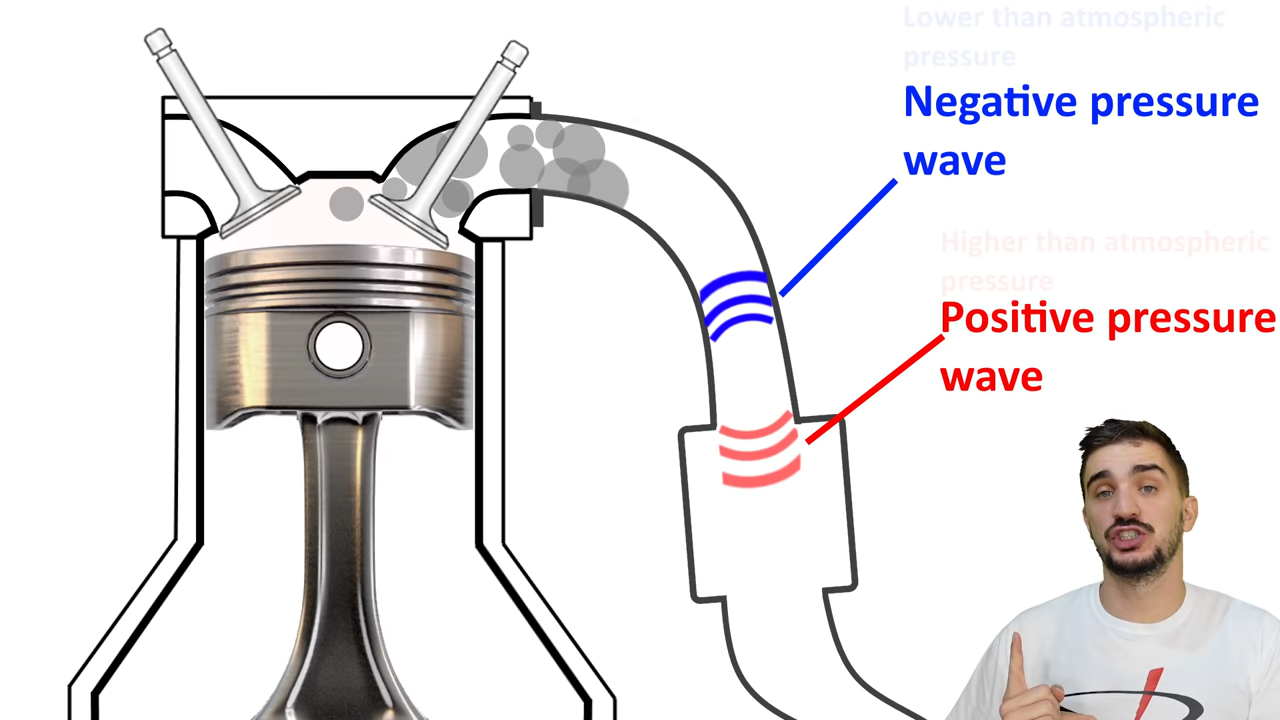 Lower than atmospheric
pressure
Negative pressure
wave
Higher than atmospheric
pressure
Positive pressure
wave